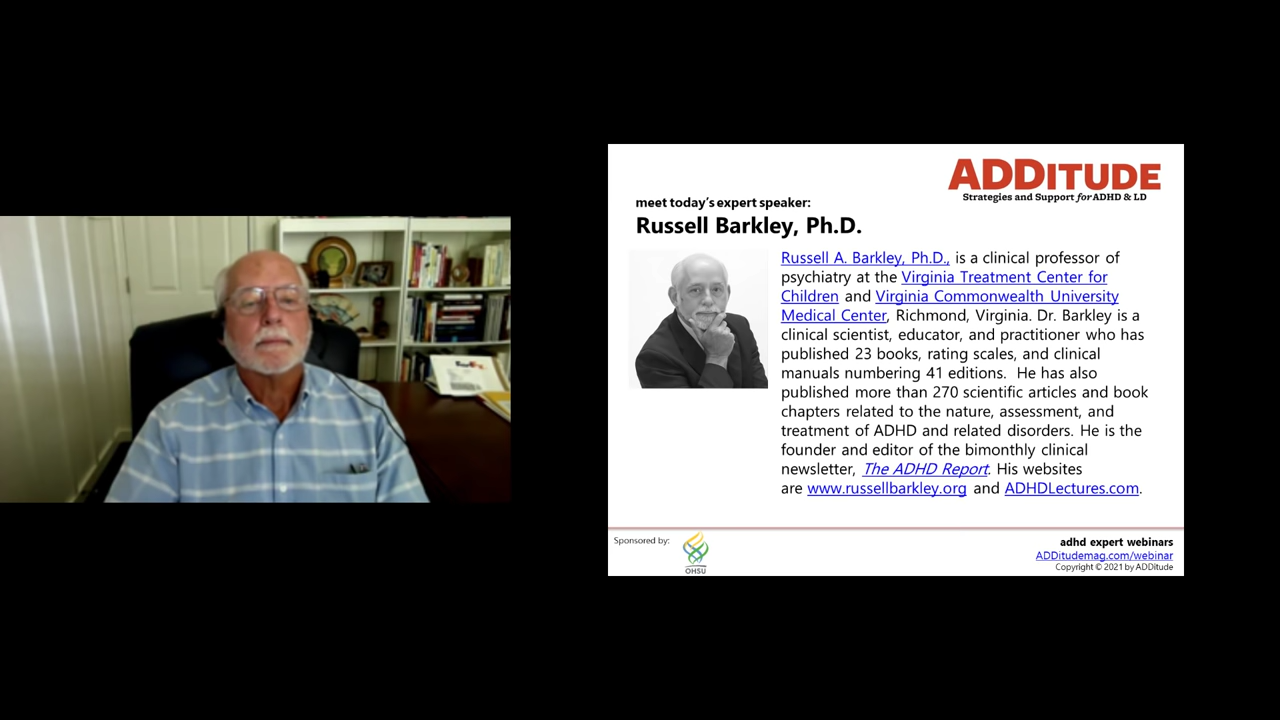 ADDITUDE
Strategies and Support for ADHD & LD
meet today's expert speaker:
Russell Barkley, Ph.D.
Russell A. Barkley, Ph.D., is a clinical professor of
psychiatry at the Virginia Treatment Center for
Children and Virginia Commonwealth University
Medical Center, Richmond, Virginia. Dr. Barkley is a
clinical scientist, educator, and practitioner who has
published 23 books, rating scales, and clinical
manuals numbering 41 editions. He has also
published more than 270 scientific articles and book
chapters related to the nature, assessment, and
treatment of ADHD and related disorders. He is the
founder and editor of the bimonthly clinical
newsletter, The ADHD Report. His websites
are www.russellbarkley.org and ADHDLectures.com.
Sponsored by:
OHSU
adhd expert webinars
ADDitudemag.com/webinar
Copyright © 2021 by ADDitude